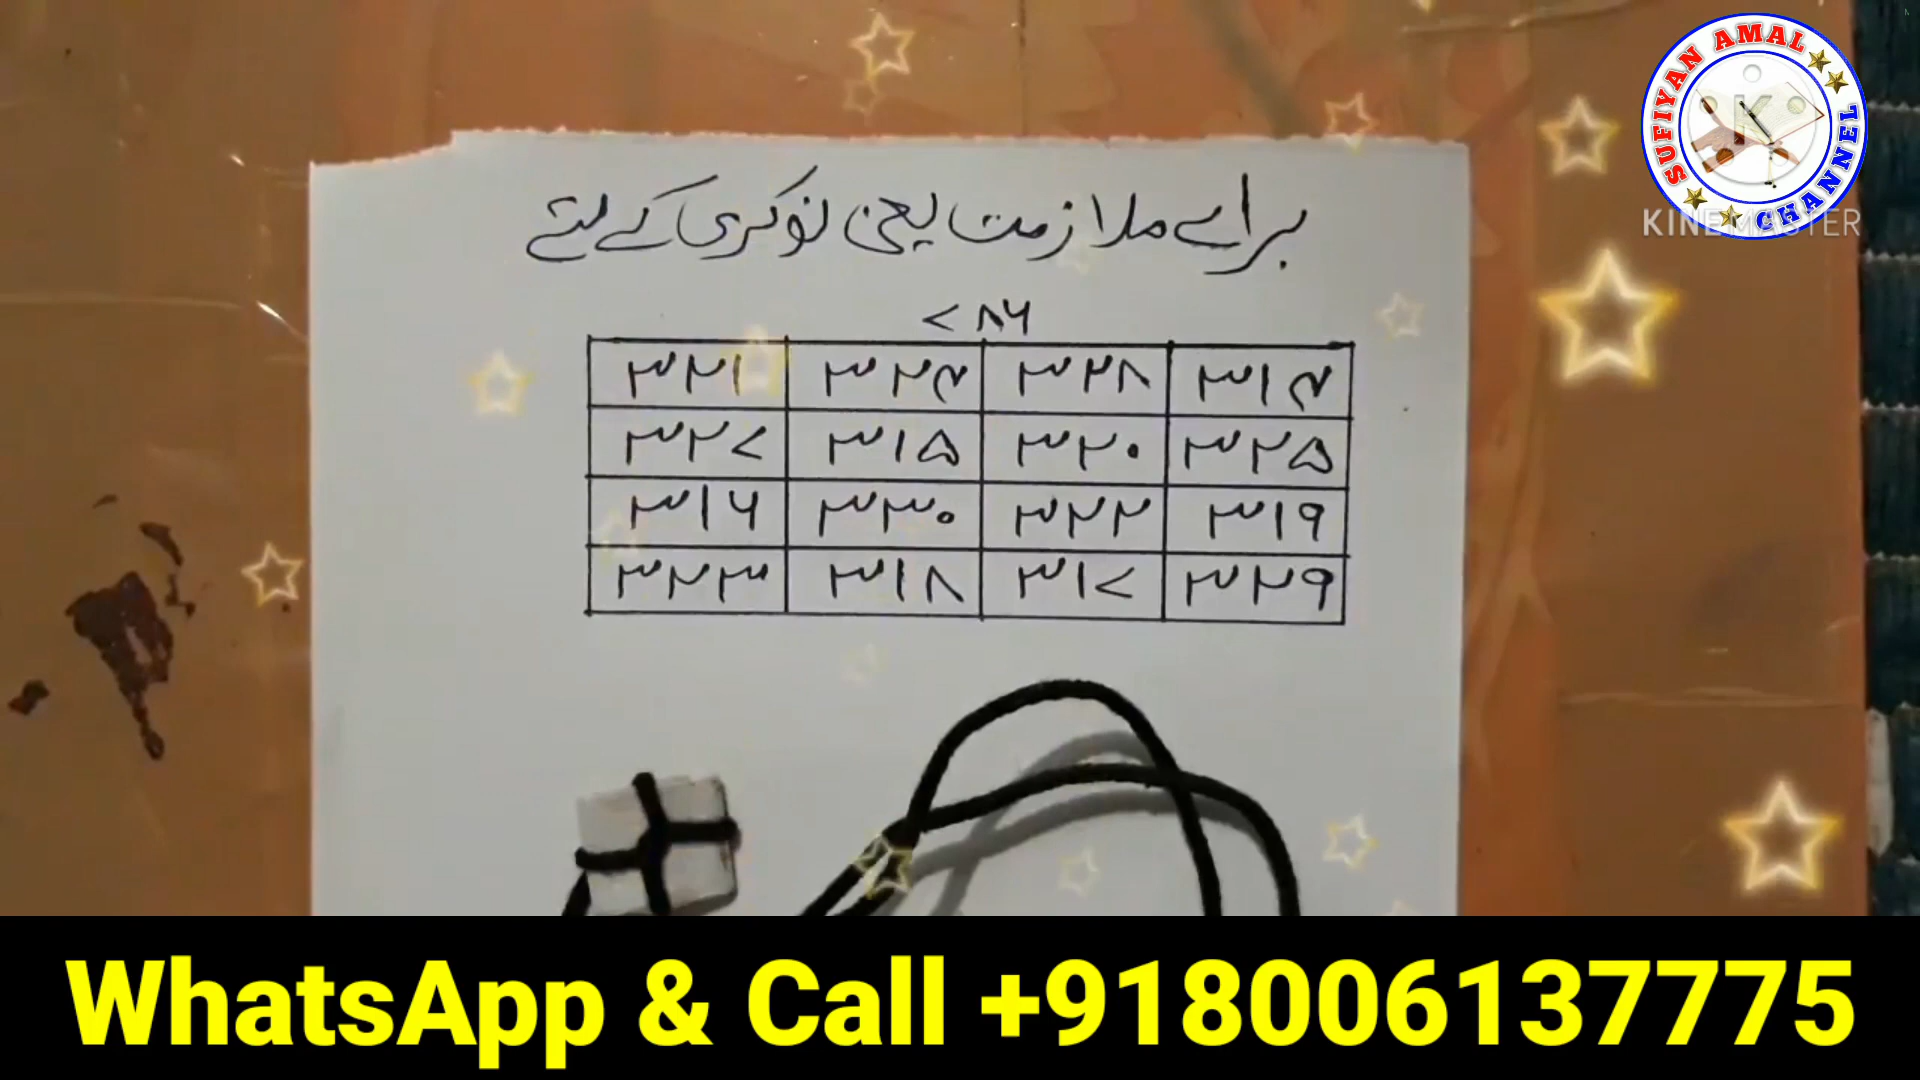 SUFIYAN AMAL CHANNEL
K
KINEMASTER
برائے ملازمت یعنی نوکری کے لئے
۷۸۶
۳۲۱ ۳۲۴ ۳۲۸ ۳۱۴
۳۲۷ ۳۱۵ ۳۲۰ ۳۲۵
۳۱۶ ۳۳۰ ۳۲۲ ۳۱۹
۳۲۳ ۳۱۸ ۳۱۷ ۳۲۹
WhatsApp & Call +918006137775